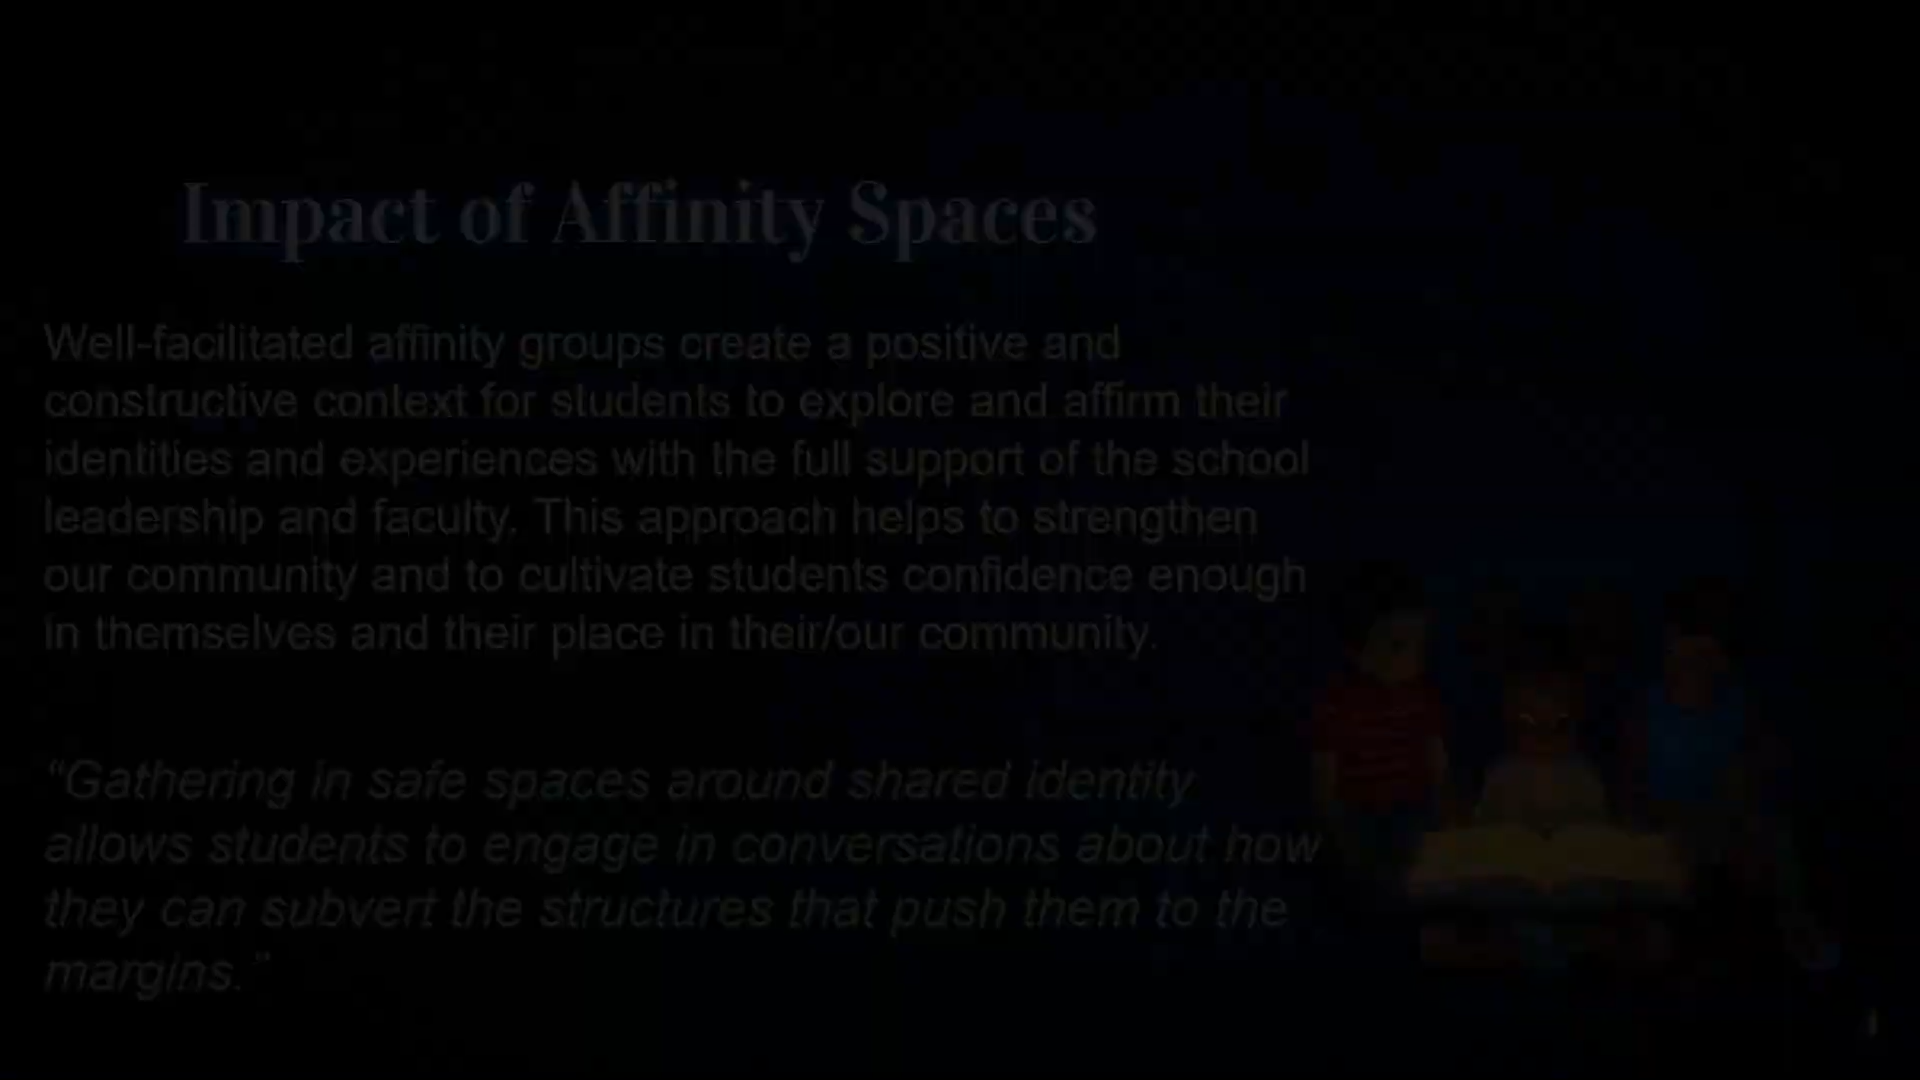 Impact of Affinity Spaces
Well-facilitated affinity groups create a positive and
constructive context for students to explore and affirm their
identities and experiences with the full support of the school
leadership and faculty. This approach helps to strengthen
our community and to cultivate students confidence enough
in themselves and their place in their/our community.
“Gathering in safe spaces around shared identity
allows students to engage in conversations about how
they can subvert the structures that push them to the
margins.”